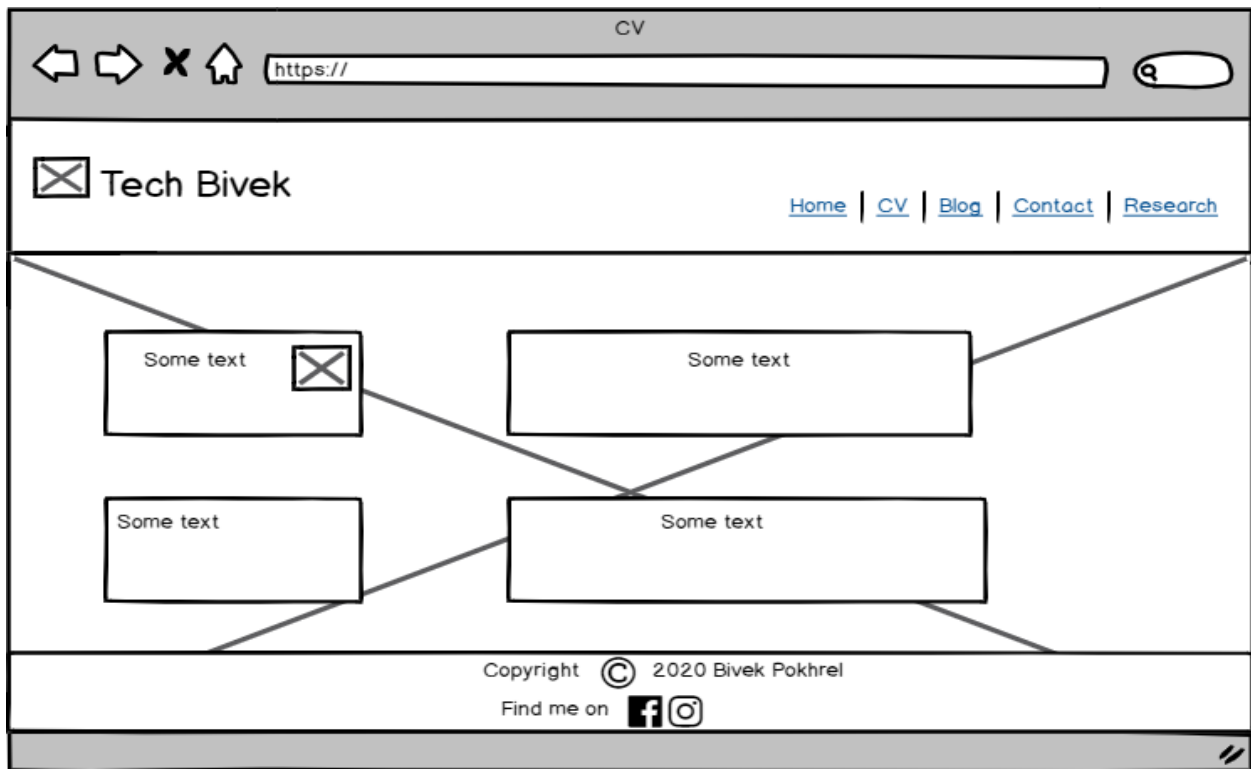 CV
https://
Tech Bivek
Home | CV | Blog | Contact | Research
Some text
Some text
Some text
Some text
Copyright © 2020 Bivek Pokhrel
Find me on